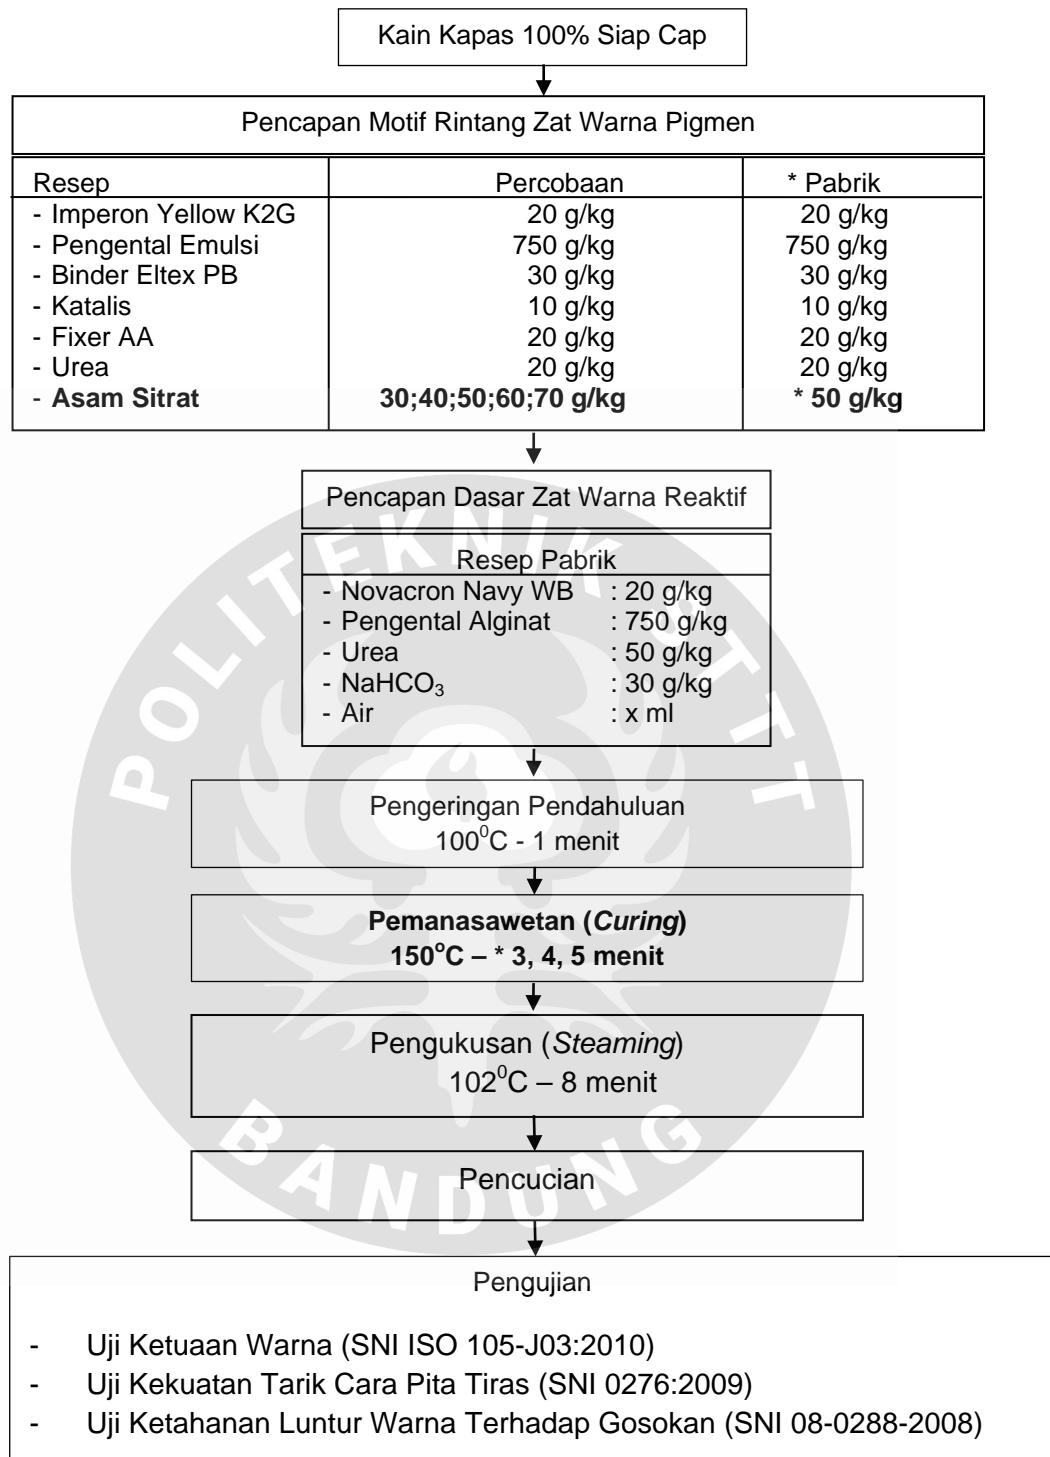 Kain Kapas 100% Siap Cap
Pencapan Motif Rintang Zat Warna Pigmen
Resep Percobaan * Pabrik
- Imperon Yellow K2G 20 g/kg 20 g/kg
- Pengental Emulsi 750 g/kg 750 g/kg
- Binder Eltex PB 30 g/kg 30 g/kg
- Katalis 10 g/kg 10 g/kg
- Fixer AA 20 g/kg 20 g/kg
- Urea 20 g/kg 20 g/kg
- Asam Sitrat 30;40;50;60;70 g/kg * 50 g/kg
Pencapan Dasar Zat Warna Reaktif
Resep Pabrik
- Novacron Navy WB : 20 g/kg
- Pengental Alginat : 750 g/kg
- Urea : 50 g/kg
- NaHCO₃ : 30 g/kg
- Air : x ml
Pengeringan Pendahuluan
100⁰C - 1 menit
Pemanasawetan (Curing)
150°C – * 3, 4, 5 menit
Pengukusan (Steaming)
102⁰C – 8 menit
Pencucian
Pengujian
- Uji Ketuaan Warna (SNI ISO 105-J03:2010)
- Uji Kekuatan Tarik Cara Pita Tiras (SNI 0276:2009)
- Uji Ketahanan Luntur Warna Terhadap Gosokan (SNI 08-0288-2008)
POLITEKNIK STTT
BANDUNG